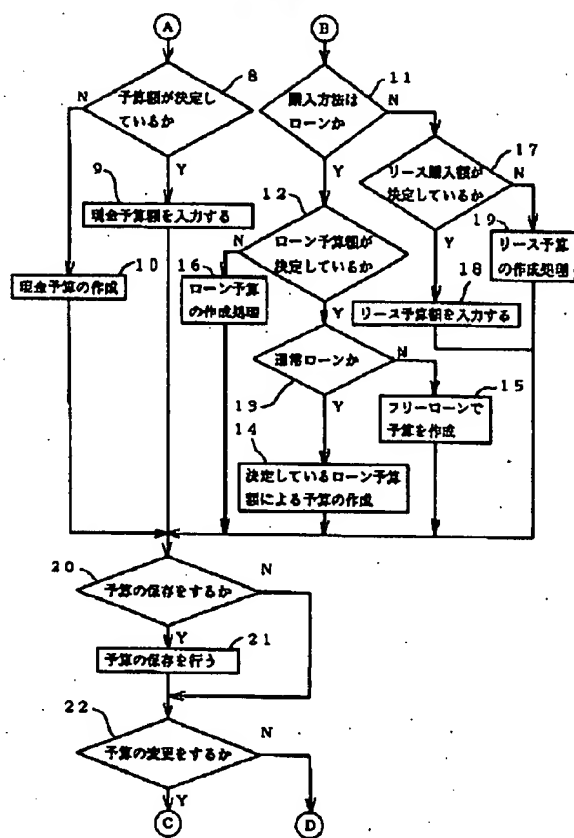 A
B
予算額が決定し
ているか
8
N
Y
購入方法は
ローンか
11
N
Y
9
現金予算額を入力する
10
現金予算の作成
リース購入額が
決定しているか
17
N
Y
19
リース予算
の作成処理
18
リース予算額を入力する
12
ローン予算額が
決定しているか
N
Y
16
ローン予算
の作成処理
通常ローンか
13
N
Y
15
フリーローンで
予算を作成
14
決定しているローン予算
額による予算の作成
20
予算の保存をするか
N
Y
21
予算の保存を行う
22
予算の変更をするか
N
Y
C
D